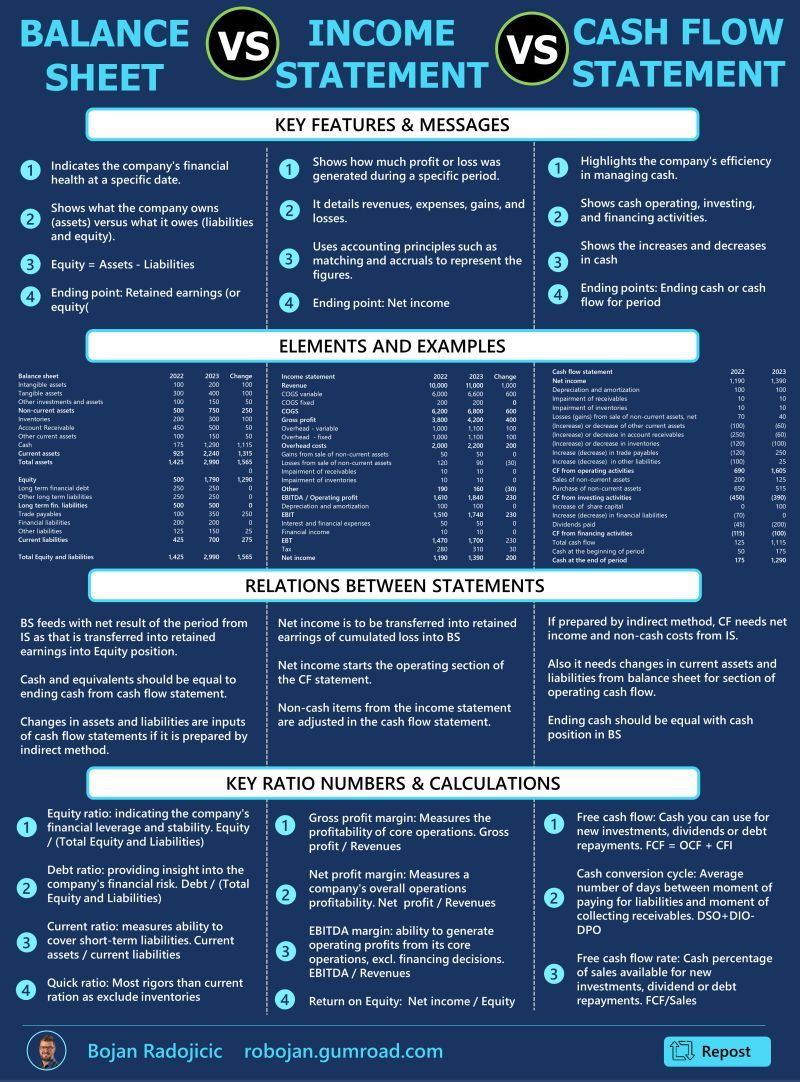 BALANCE SHEET
VS
INCOME STATEMENT
VS
CASH FLOW STATEMENT
KEY FEATURES & MESSAGES
1 Indicates the company's financial
health at a specific date.
2 Shows what the company owns
(assets) versus what it owes (liabilities
and equity).
3 Equity = Assets - Liabilities
4 Ending point: Retained earnings (or
equity(
1 Shows how much profit or loss was
generated during a specific period.
2 It details revenues, expenses, gains, and
losses.
3 Uses accounting principles such as
matching and accruals to represent the
figures.
4 Ending point: Net income
1 Highlights the company's efficiency
in managing cash.
2 Shows cash operating, investing,
and financing activities.
3 Shows the increases and decreases
in cash
4 Ending points: Ending cash or cash
flow for period
ELEMENTS AND EXAMPLES
Balance sheet 2022 2023 Change
Intangible assets 100 200 100
Tangible assets 300 400 100
Other investments and assets 100 150 50
Non-current assets 500 750 250
Inventories 200 300 100
Account Receivable 450 500 50
Other current assets 100 150 50
Cash 175 1,290 1,115
Current assets 925 2,240 1,315
Total assets 1,425 2,990 1,565
0
Equity 500 1,790 1,290
Long term financial debt 250 250 0
Other long term liabilities 250 250 0
Long term fin. liabilities 500 500 0
Trade payables 100 350 250
Financial liabilities 200 200 0
Other liabilities 125 150 25
Current liabilities 425 700 275
Total Equity and liabilities 1,425 2,990 1,565
Income statement 2022 2023 Change
Revenue 10,000 11,000 1,000
COGS variable 6,000 6,600 600
COGS fixed 200 200 0
COGS 6,200 6,800 600
Gross profit 3,800 4,200 400
Overhead - variable 1,000 1,100 100
Overhead - fixed 1,000 1,100 100
Overhead costs 2,000 2,200 200
Gains from sale of non-current assets 50 50 0
Losses from sale of non-current assets 120 90 (30)
Impairment of receivables 10 10 0
Impairment of inventories 10 10 0
Other 190 160 (30)
EBITDA / Operating profit 1,610 1,840 230
Depreciation and amortization 100 100 0
EBIT 1,510 1,740 230
Interest and financial expenses 50 50 0
Financial income 10 10 0
EBT 1,470 1,700 230
Tax 280 310 30
Net income 1,190 1,390 200
Cash flow statement 2022 2023
Net income 1,190 1,390
Depreciation and amortization 100 100
Impairment of receivables 10 10
Impairment of inventories 10 10
Losses (gains) from sale of non-current assets, net 70 40
(Increase) or decrease of other current assets (100) (60)
(Increase) or decrease in account receivables (250) (60)
(Increase) or decrease in inventories (120) (100)
Increase (decrease) in trade payables (120) 250
Increase (decrease) in other liabilities (100) 25
CF from operating activities 690 1,605
Sales of non-current assets 200 125
Purchase of non-current assets 650 515
CF from investing activities (450) (390)
Increase of share capital 0 100
Increase (decrease) in financial liabilities (70) 0
Dividends paid (45) (200)
CF from financing activities (115) (100)
Total cash flow 125 1,115
Cash at the beginning of period 50 175
Cash at the end of period 175 1,290
RELATIONS BETWEEN STATEMENTS
BS feeds with net result of the period from
IS as that is transferred into retained
earnings into Equity position.
Cash and equivalents should be equal to
ending cash from cash flow statement.
Changes in assets and liabilities are inputs
of cash flow statements if it is prepared by
indirect method.
Net income is to be transferred into retained
earnings of cumulated loss into BS
Net income starts the operating section of
the CF statement.
Non-cash items from the income statement
are adjusted in the cash flow statement.
If prepared by indirect method, CF needs net
income and non-cash costs from IS.
Also it needs changes in current assets and
liabilities from balance sheet for section of
operating cash flow.
Ending cash should be equal with cash
position in BS
KEY RATIO NUMBERS & CALCULATIONS
1 Equity ratio: indicating the company's
financial leverage and stability. Equity
/ (Total Equity and Liabilities)
2 Debt ratio: providing insight into the
company's financial risk. Debt / (Total
Equity and Liabilities)
3 Current ratio: measures ability to
cover short-term liabilities. Current
assets / current liabilities
4 Quick ratio: Most rigors than current
ration as exclude inventories
1 Gross profit margin: Measures the
profitability of core operations. Gross
profit / Revenues
2 Net profit margin: Measures a
company's overall operations
profitability. Net profit / Revenues
3 EBITDA margin: ability to generate
operating profits from its core
operations, excl. financing decisions.
EBITDA / Revenues
4 Return on Equity: Net income / Equity
1 Free cash flow: Cash you can use for
new investments, dividends or debt
repayments. FCF = OCF + CFI
2 Cash conversion cycle: Average
number of days between moment of
paying for liabilities and moment of
collecting receivables. DSO+DIO-
DPO
3 Free cash flow rate: Cash percentage
of sales available for new
investments, dividend or debt
repayments. FCF/Sales
Bojan Radojicic robojan.gumroad.com
Repost